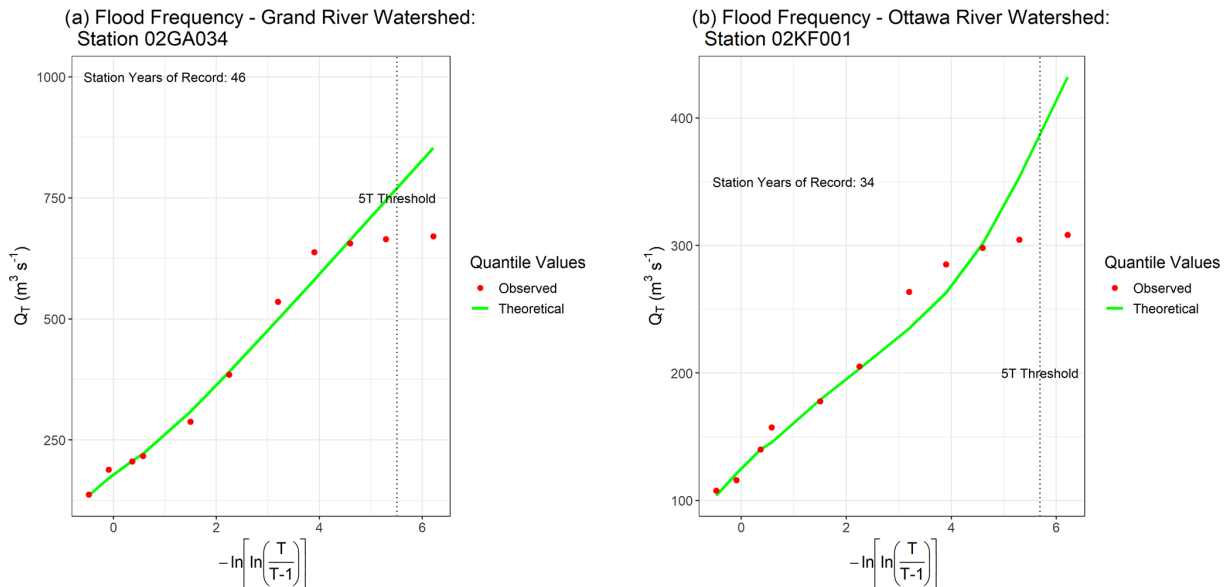 (a) Flood Frequency - Grand River Watershed:
Station 02GA034
Station Years of Record: 46
5T Threshold
1000
750
500
250
Q_T (m³ s⁻¹)
0
2
4
6
−ln[ln(T/T-1)]
Quantile Values
Observed
Theoretical
(b) Flood Frequency - Ottawa River Watershed:
Station 02KF001
Station Years of Record: 34
5T Threshold
400
300
200
100
Q_T (m³ s⁻¹)
0
2
4
6
−ln[ln(T/T-1)]
Quantile Values
Observed
Theoretical